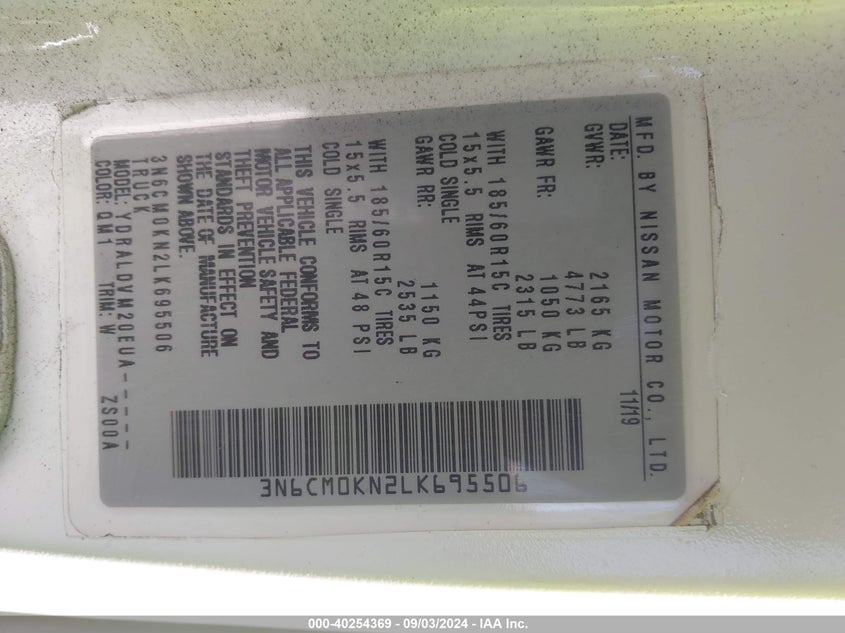 MFD. BY NISSAN MOTOR CO., LTD.
DATE: 11/19
GVWR: 2165 KG
4773 LB
GAWR FR: 1050 KG
2315 LB
WITH 185/60R15C TIRES
15x5.5 RIMS AT 44PSI
COLD SINGLE
GAWR RR: 1150 KG
2535 LB
WITH 185/60R15C TIRES
15x5.5 RIMS AT 48 PSI
COLD SINGLE
THIS VEHICLE CONFORMS TO
ALL APPLICABLE FEDERAL
MOTOR VEHICLE SAFETY AND
THEFT PREVENTION
STANDARDS IN EFFECT ON
THE DATE OF MANUFACTURE
SHOWN ABOVE.
3N6CM0KN2LK695506
TRUCK
MODEL: YDRALDVM20EUA-----
COLOR: QM1 TRIM: W ZS00A
3N6CM0KN2LK695506
000-40254369 - 09/03/2024 - IAA Inc.